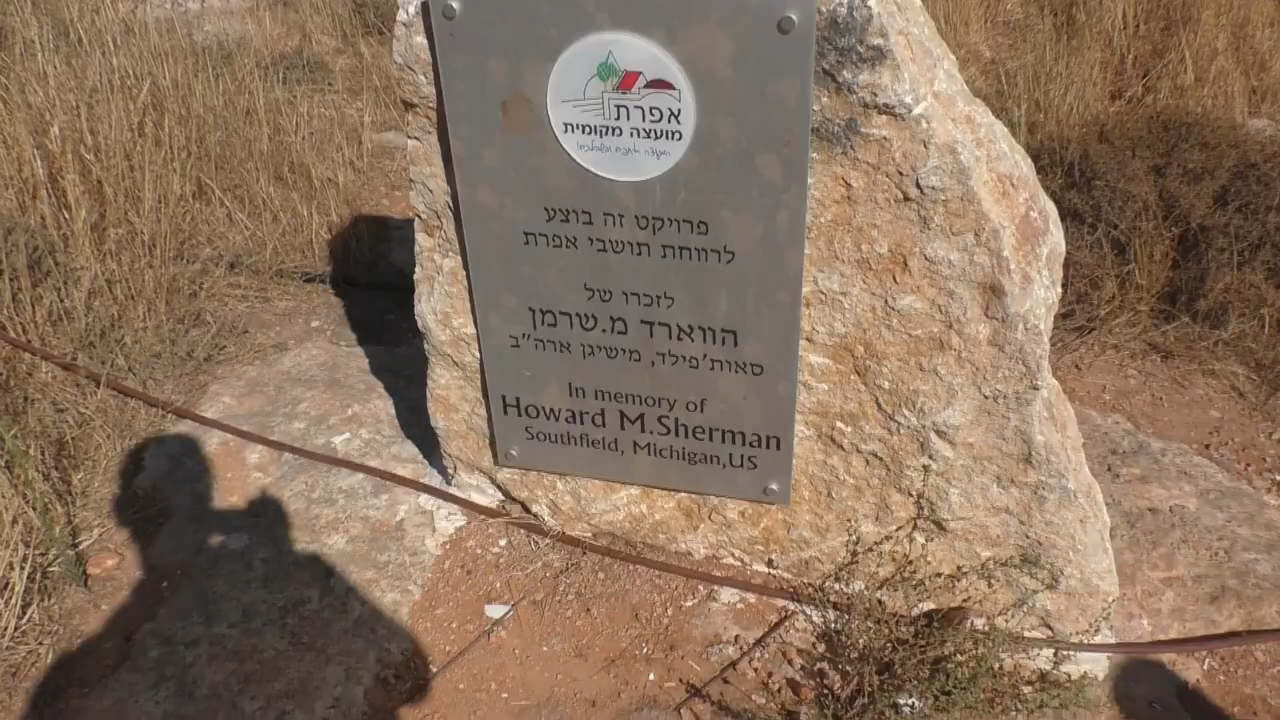 אפרת
מועצה מקומית
פרויקט זה בוצע
לרווחת תושבי אפרת
לזכרו של
הווארד מ.שרמן
סאות'פילד, מישיגן ארה"ב
In memory of
Howard M.Sherman
Southfield, Michigan,US